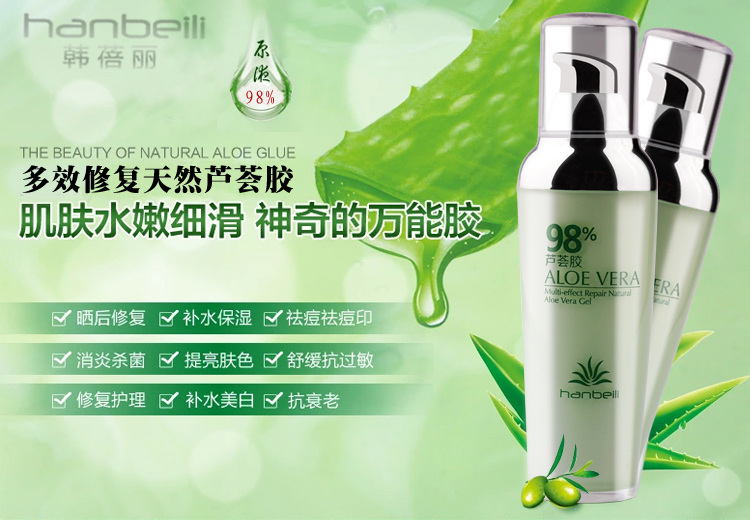 hanbeili
韩蓓丽
原
液
98%
THE BEAUTY OF NATURAL ALOE GLUE
多效修复天然芦荟胶
肌肤水嫩细滑 神奇的万能胶
晒后修复 补水保湿 祛痘祛痘印
消炎杀菌 提亮肤色 舒缓抗过敏
修复护理 补水美白 抗衰老
98%
芦荟胶
ALOE VERA
Multi-effect Repair Natural
Aloe Vera Gel
hanbeili
VERA